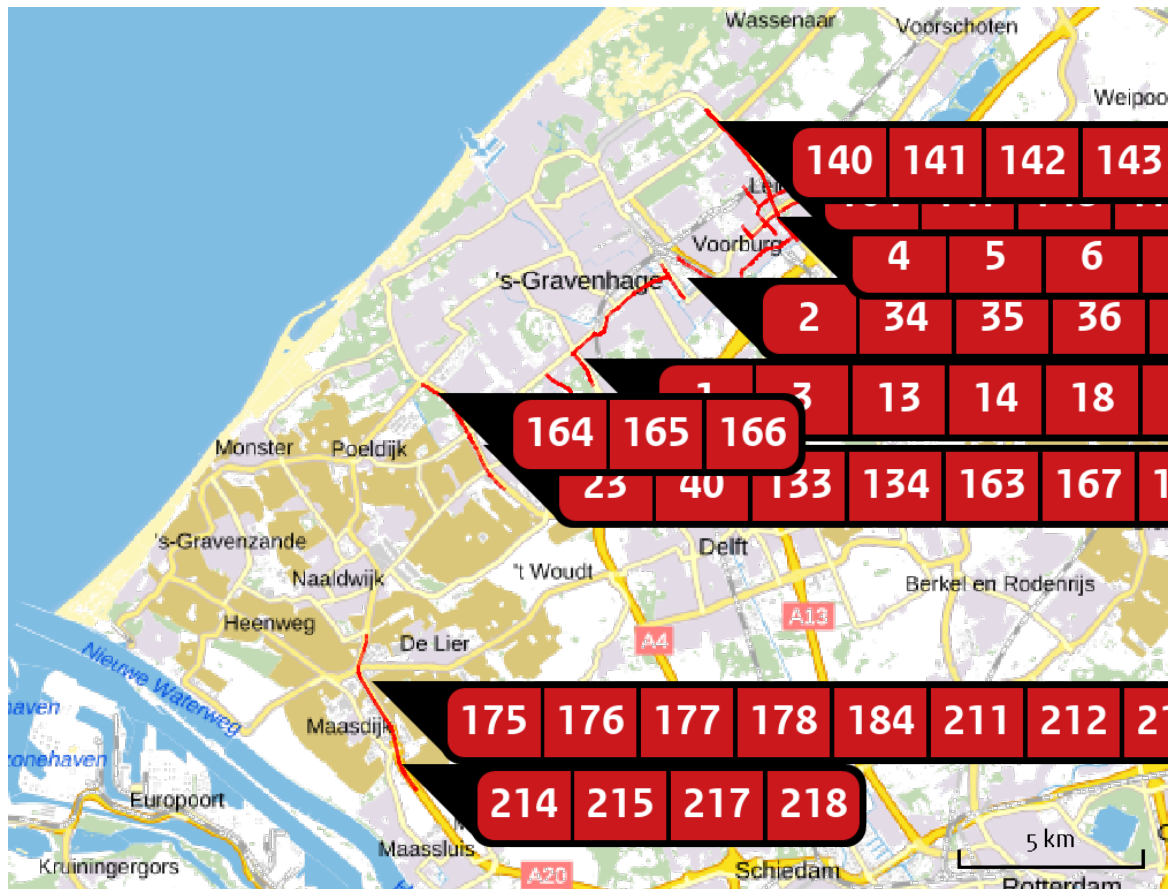 Wassenaar
Voorschoten
140 141 142 143
Voorburg
4 5 6
's-Gravenhage
2 34 35 36
1 3 13 14 18
164 165 166
Monster
Poeldijk
23 40 133 134 163 167
's-Gravenzande
Delft
't Woudt
Naaldwijk
Berkel en Rodenrijs
A13
Heenweg
A4
De Lier
Nieuwe Waterweg
175 176 177 178 184 211 212
Maasdijk
Europoort
214 215 217 218
5 km
Maassluis
Kruiningergors
A20
Schiedam
Rotterdam